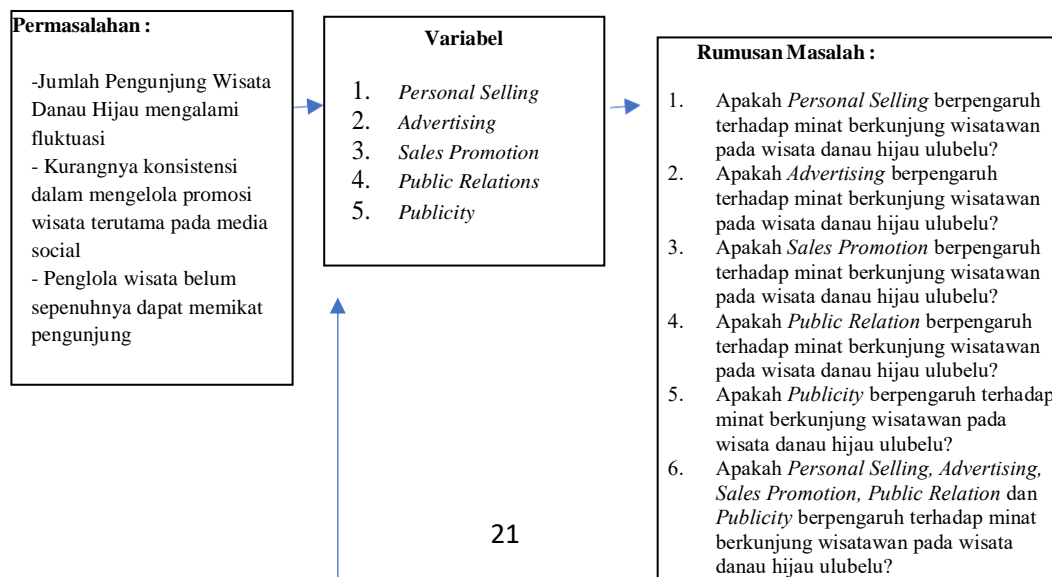 Permasalahan :
-Jumlah Pengunjung Wisata
Danau Hijau mengalami
fluktuasi
- Kurangnya konsistensi
dalam mengelola promosi
wisata terutama pada media
social
- Penglola wisata belum
sepenuhnya dapat memikat
pengunjung
Variabel
1. Personal Selling
2. Advertising
3. Sales Promotion
4. Public Relations
5. Publicity
Rumusan Masalah :
1. Apakah Personal Selling berpengaruh
terhadap minat berkunjung wisatawan
pada wisata danau hijau ulubelu?
2. Apakah Advertising berpengaruh
terhadap minat berkunjung wisatawan
pada wisata danau hijau ulubelu?
3. Apakah Sales Promotion berpengaruh
terhadap minat berkunjung wisatawan
pada wisata danau hijau ulubelu?
4. Apakah Public Relation berpengaruh
terhadap minat berkunjung wisatawan
pada wisata danau hijau ulubelu?
5. Apakah Publicity berpengaruh terhadap
minat berkunjung wisatawan pada
wisata danau hijau ulubelu?
6. Apakah Personal Selling, Advertising,
Sales Promotion, Public Relation dan
Publicity berpengaruh terhadap minat
berkunjung wisatawan pada wisata
danau hijau ulubelu?
21